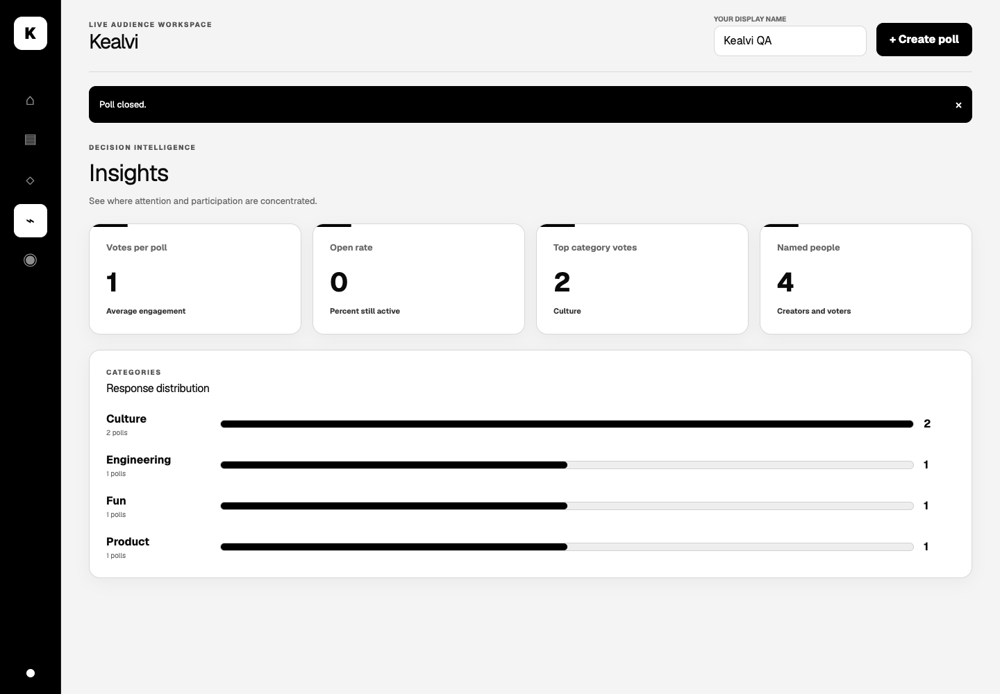 K
LIVE AUDIENCE WORKSPACE
Kealvi
YOUR DISPLAY NAME
Kealvi QA
+ Create poll
Poll closed.
×
DECISION INTELLIGENCE
Insights
See where attention and participation are concentrated.
Votes per poll
1
Average engagement
Open rate
0
Percent still active
Top category votes
2
Culture
Named people
4
Creators and voters
CATEGORIES
Response distribution
Culture
2 polls
2
Engineering
1 polls
1
Fun
1 polls
1
Product
1 polls
1